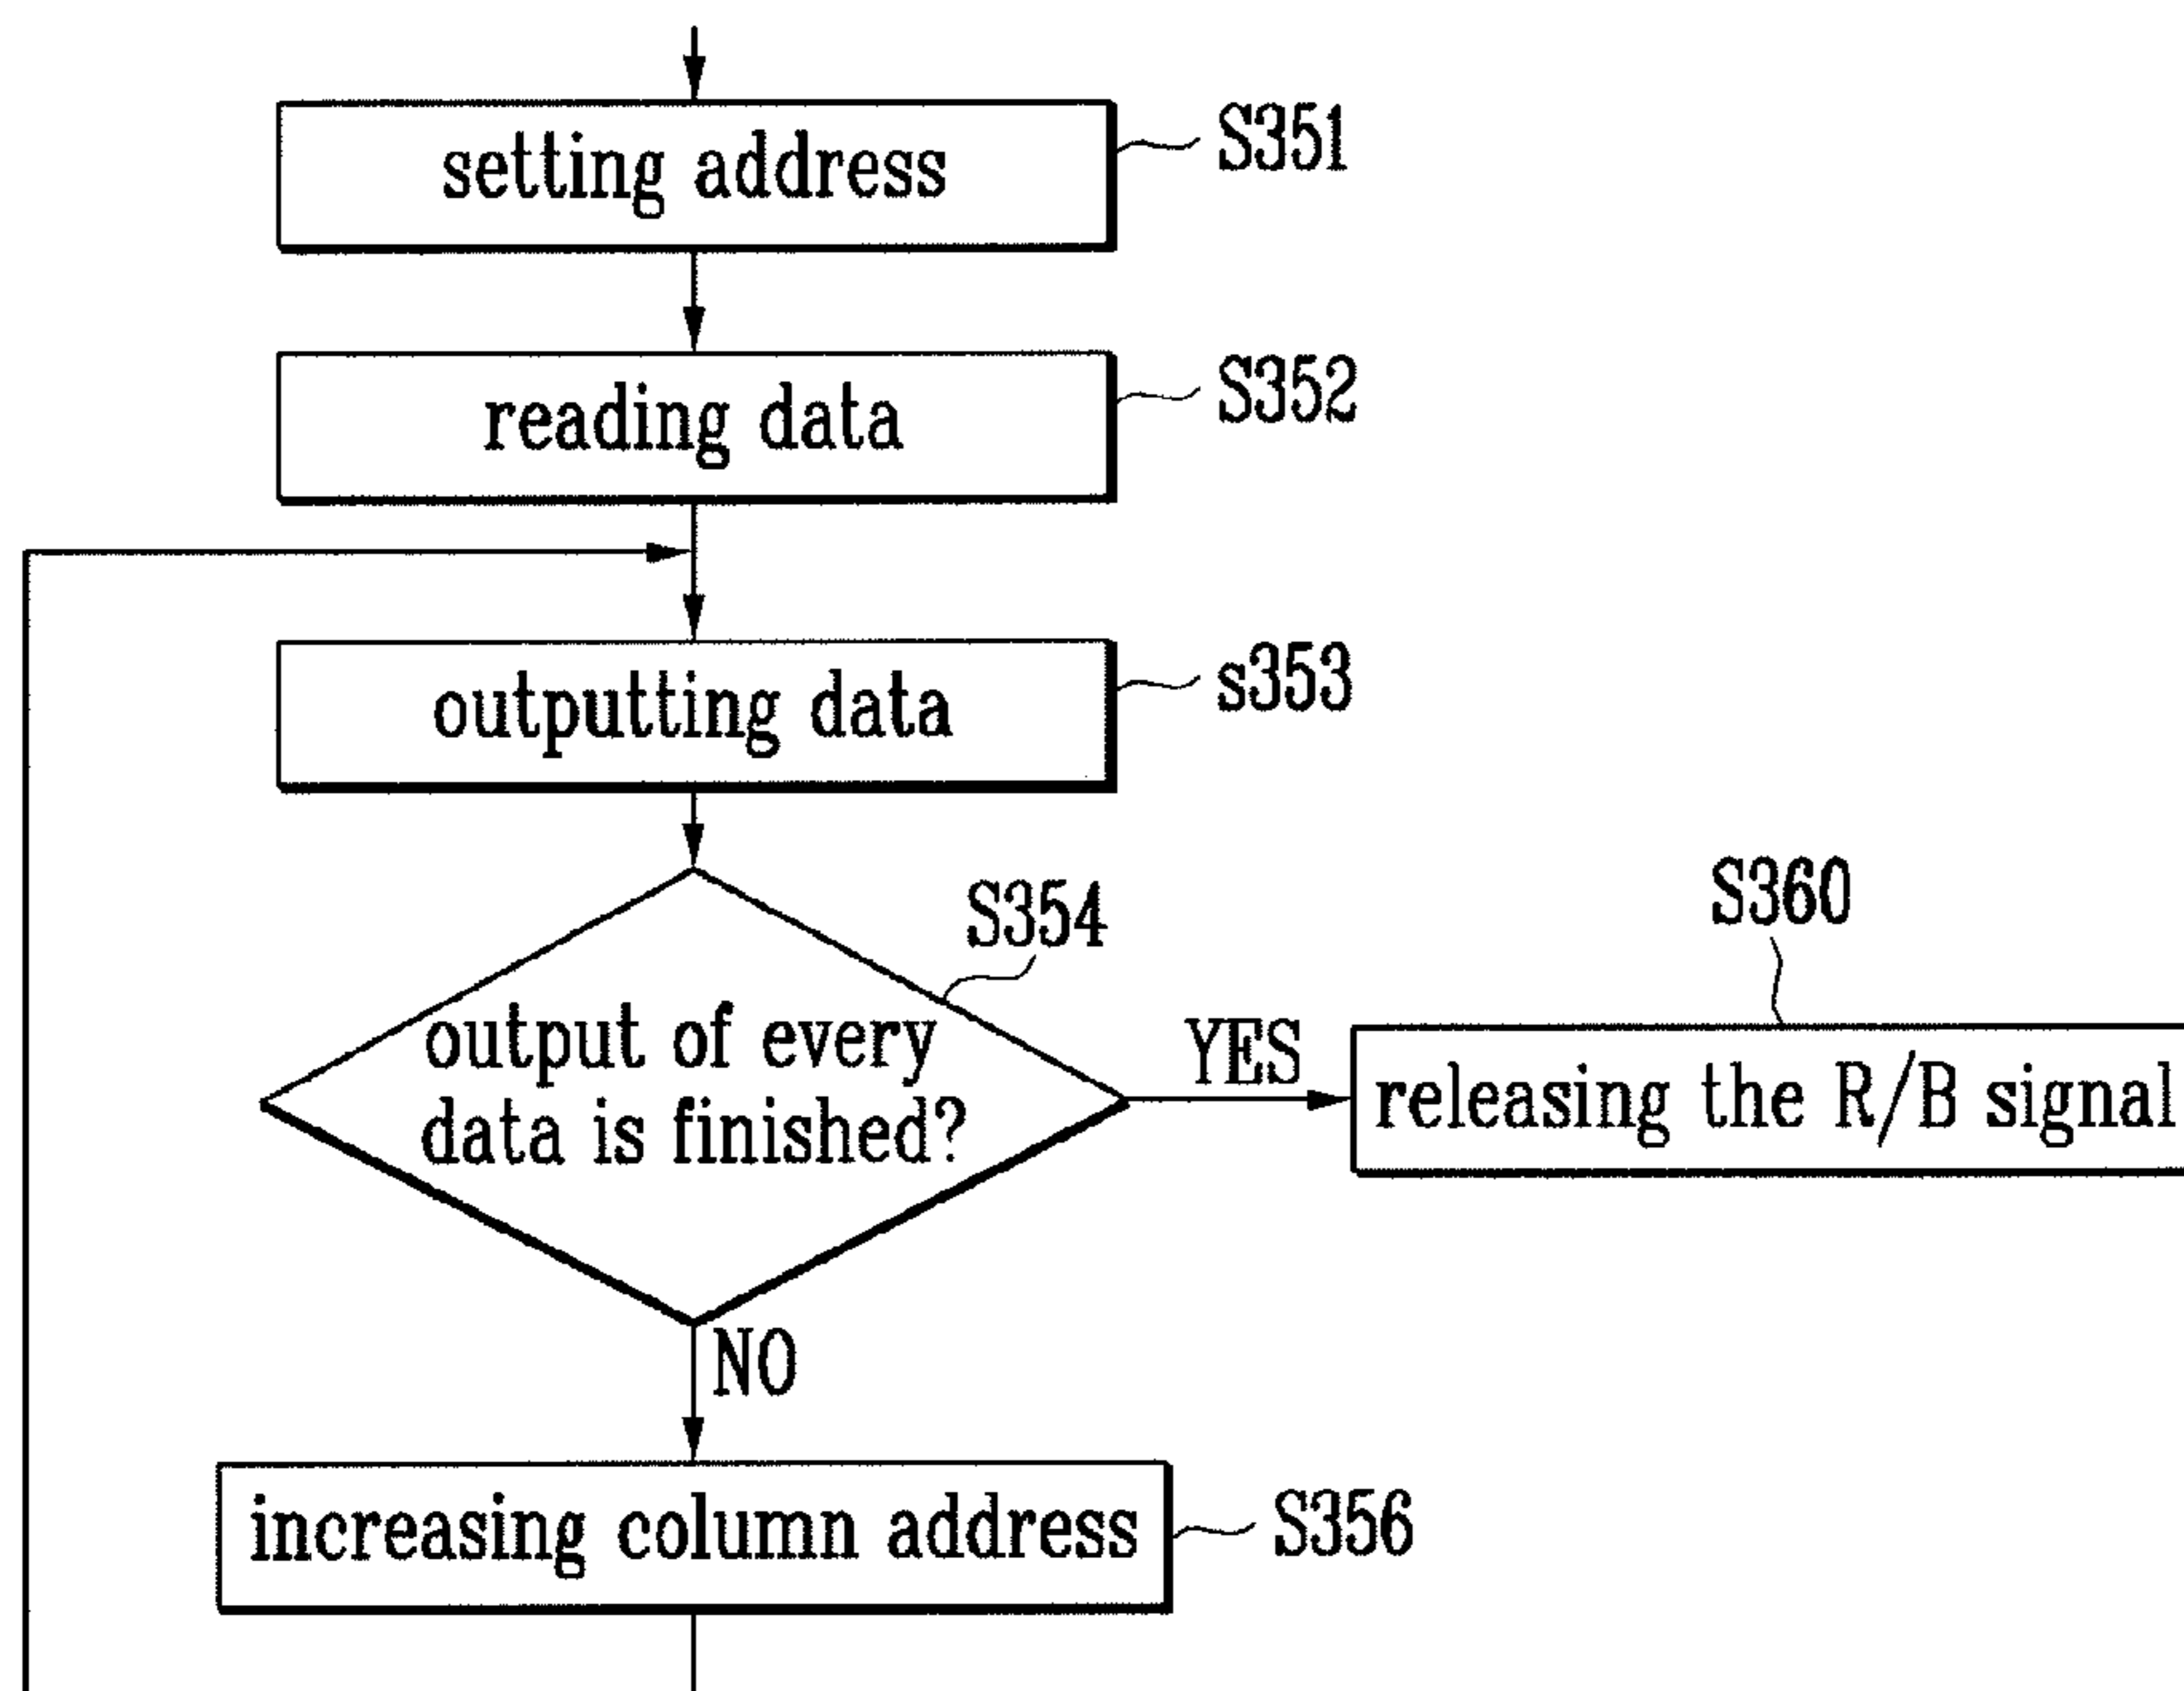 setting address
S351
reading data
S352
outputting data
s353
S354
output of every
data is finished?
YES
S360
releasing the R/B signal
NO
increasing column address
S356